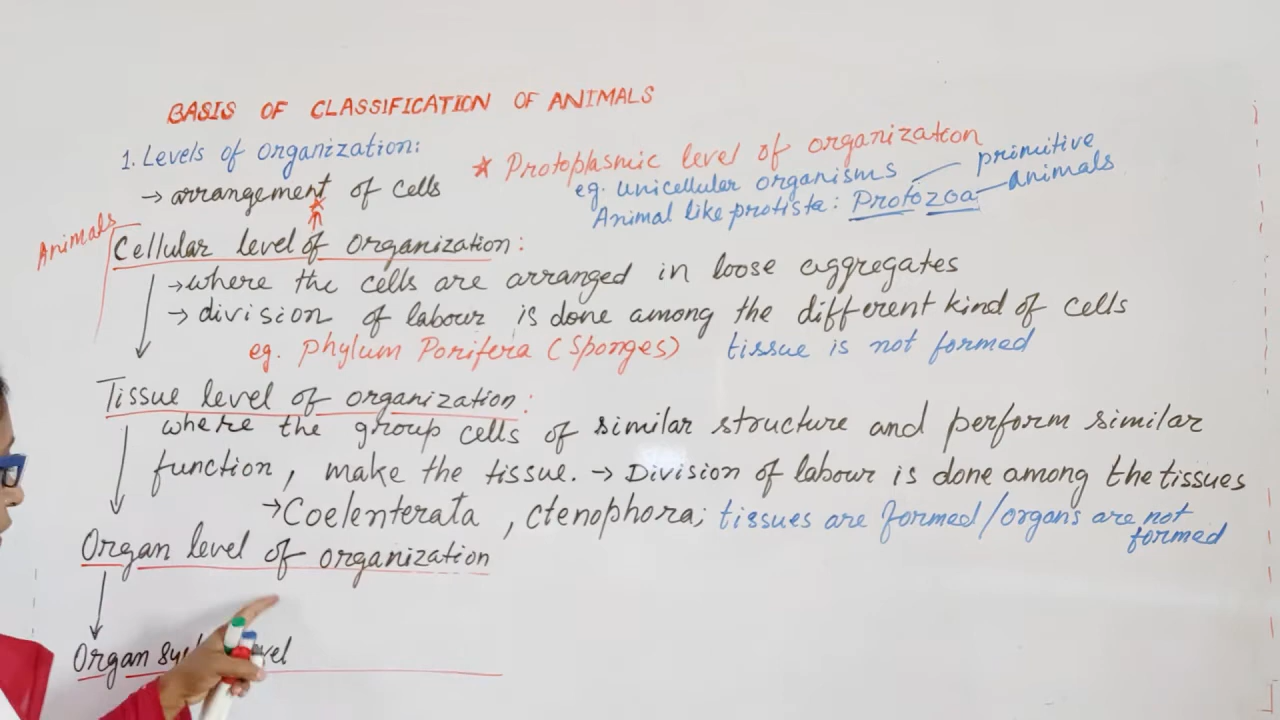 BASIS OF CLASSIFICATION OF ANIMALS
1. Levels of organization:
→ arrangement of cells
* Protoplasmic level of organization
eg. unicellular organisms — primitive
Animal like protista: Protozoa — animals
Animals
Cellular level of organization:
→ where the cells are arranged in loose aggregates
→ division of labour is done among the different kind of cells
eg. Phylum Porifera (Sponges) tissue is not formed
Tissue level of organization:
where the group cells of similar structure and perform similar
function, make the tissue. → Division of labour is done among the tissues
→ Coelenterata, ctenophora; tissues are formed/organs are not
formed
Organ level of organization
Organ